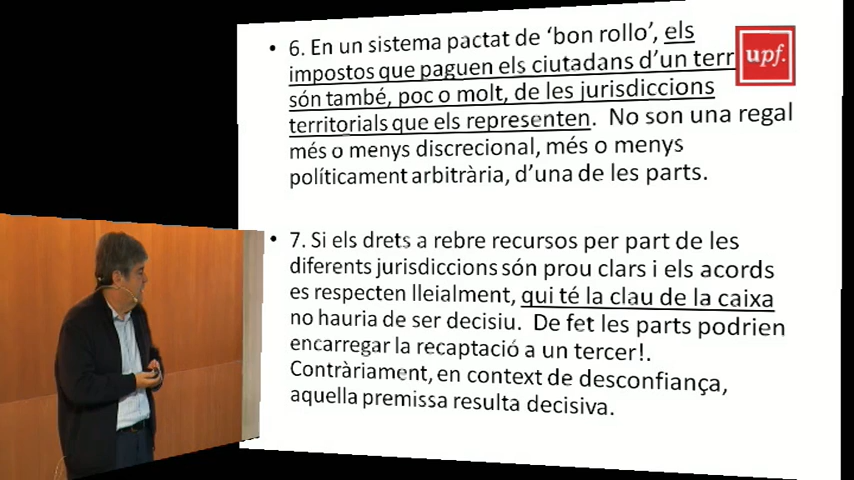 • 6. En un sistema pactat de ‘bon rollo’, els
impostos que paguen els ciutadans d’un terr
són també, poc o molt, de les jurisdiccions
territorials que els representen. No son una regal
més o menys discrecional, més o menys
políticament arbitrària, d’una de les parts.
upf.
• 7. Si els drets a rebre recursos per part de les
diferents jurisdiccions són prou clars i els acords
es respecten lleialment, qui té la clau de la caixa
no hauria de ser decisiu. De fet les parts podrien
encarregar la recaptació a un tercer!.
Contràriament, en context de desconfiança,
aquella premissa resulta decisiva.